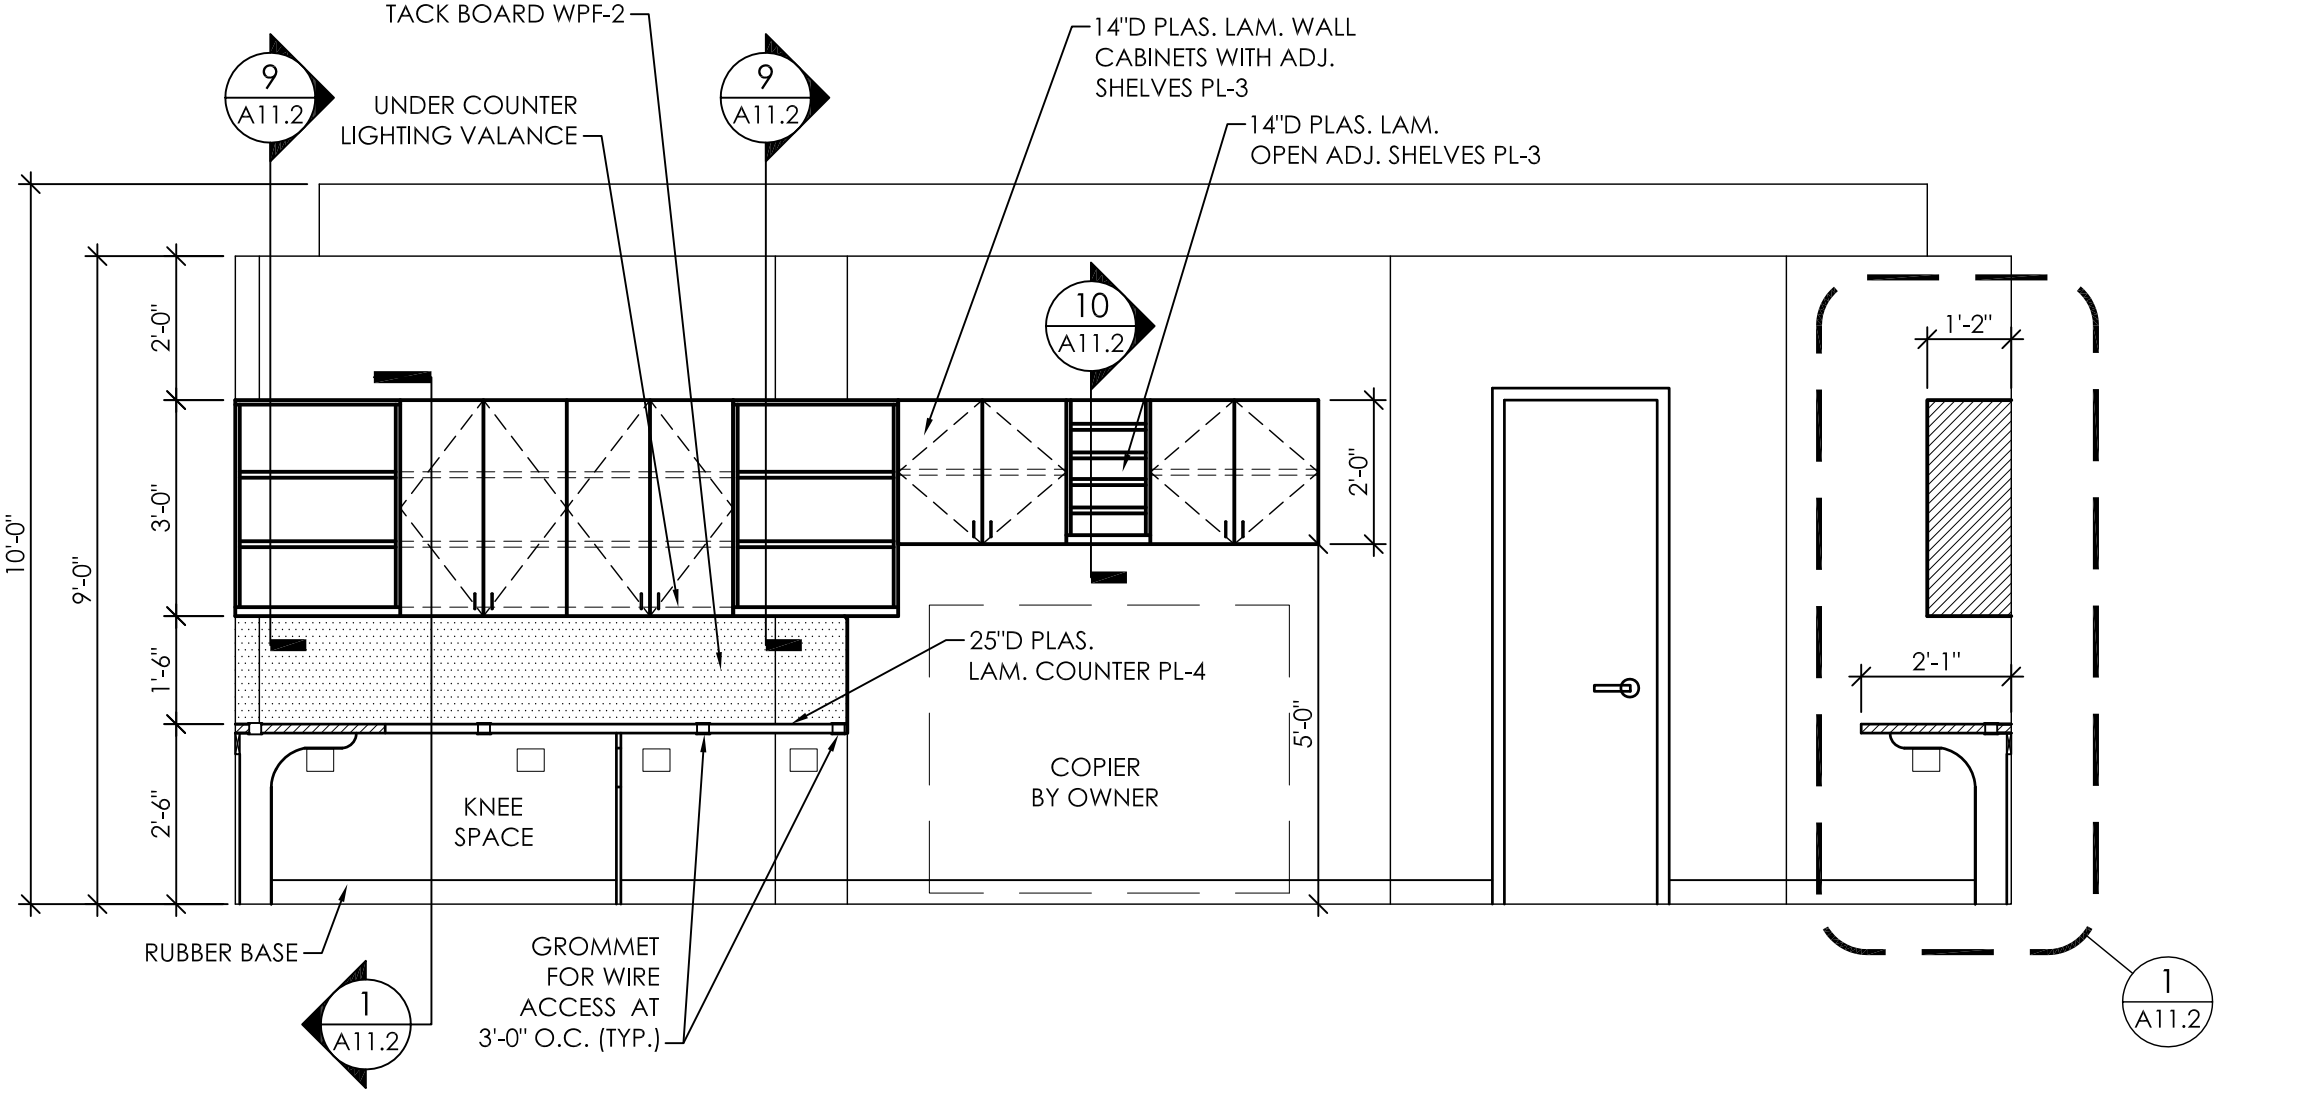 TACK BOARD WPF-2
14"D PLAS. LAM. WALL
CABINETS WITH ADJ.
SHELVES PL-3
9
A11.2
9
A11.2
UNDER COUNTER
LIGHTING VALANCE
14"D PLAS. LAM.
OPEN ADJ. SHELVES PL-3
10
A11.2
10'-0"
9'-0"
2'-0"
3'-0"
1'-6"
2'-6"
2'-0"
5'-0"
1'-2"
2'-1"
25"D PLAS.
LAM. COUNTER PL-4
COPIER
BY OWNER
KNEE
SPACE
RUBBER BASE
GROMMET
FOR WIRE
ACCESS AT
3'-0" O.C. (TYP.)
1
A11.2
1
A11.2